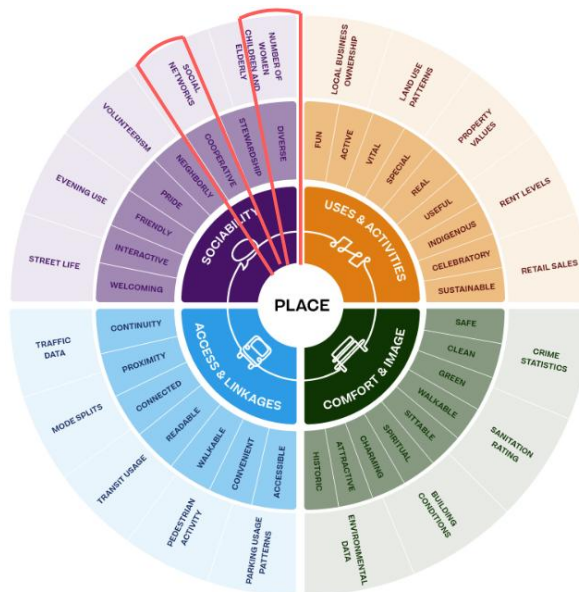 NUMBER OF
WOMEN
CHILDREN AND
ELDERLY
SOCIAL
NETWORKS
VOLUNTEERISM
EVENING USE
STREET LIFE
DIVERSE
STEWARDSHIP
COOPERATIVE
NEIGHBORLY
PRIDE
FRIENDLY
INTERACTIVE
WELCOMING
SOCIABILITY
LOCAL BUSINESS
OWNERSHIP
LAND USE
PATTERNS
PROPERTY
VALUES
RENT LEVELS
RETAIL SALES
FUN
ACTIVE
VITAL
SPECIAL
REAL
USEFUL
INDIGENOUS
CELEBRATORY
SUSTAINABLE
USES & ACTIVITIES
PLACE
ACCESS & LINKAGES
CONTINUITY
PROXIMITY
CONNECTED
READABLE
WALKABLE
CONVENIENT
ACCESSIBLE
TRAFFIC
DATA
MODE SPLITS
TRANSIT USAGE
PEDESTRIAN
ACTIVITY
PARKING USAGE
PATTERNS
COMFORT & IMAGE
SAFE
CLEAN
GREEN
WALKABLE
SITTABLE
SPIRITUAL
CHARMING
ATTRACTIVE
HISTORIC
CRIME
STATISTICS
SANITATION
RATING
BUILDING
CONDITIONS
ENVIRONMENTAL
DATA